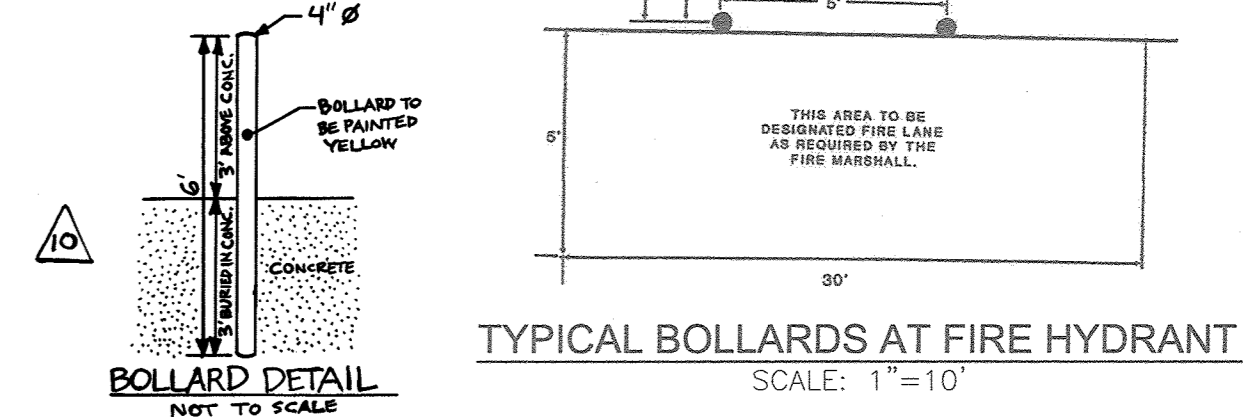 4" Ø
BOLLARD TO
BE PAINTED
YELLOW
3' ABOVE CONC.
6'
3' BURIED IN CONC.
CONCRETE
10
BOLLARD DETAIL
NOT TO SCALE
5'
5'
THIS AREA TO BE
DESIGNATED FIRE LANE
AS REQUIRED BY THE
FIRE MARSHALL.
30'
TYPICAL BOLLARDS AT FIRE HYDRANT
SCALE: 1"=10'